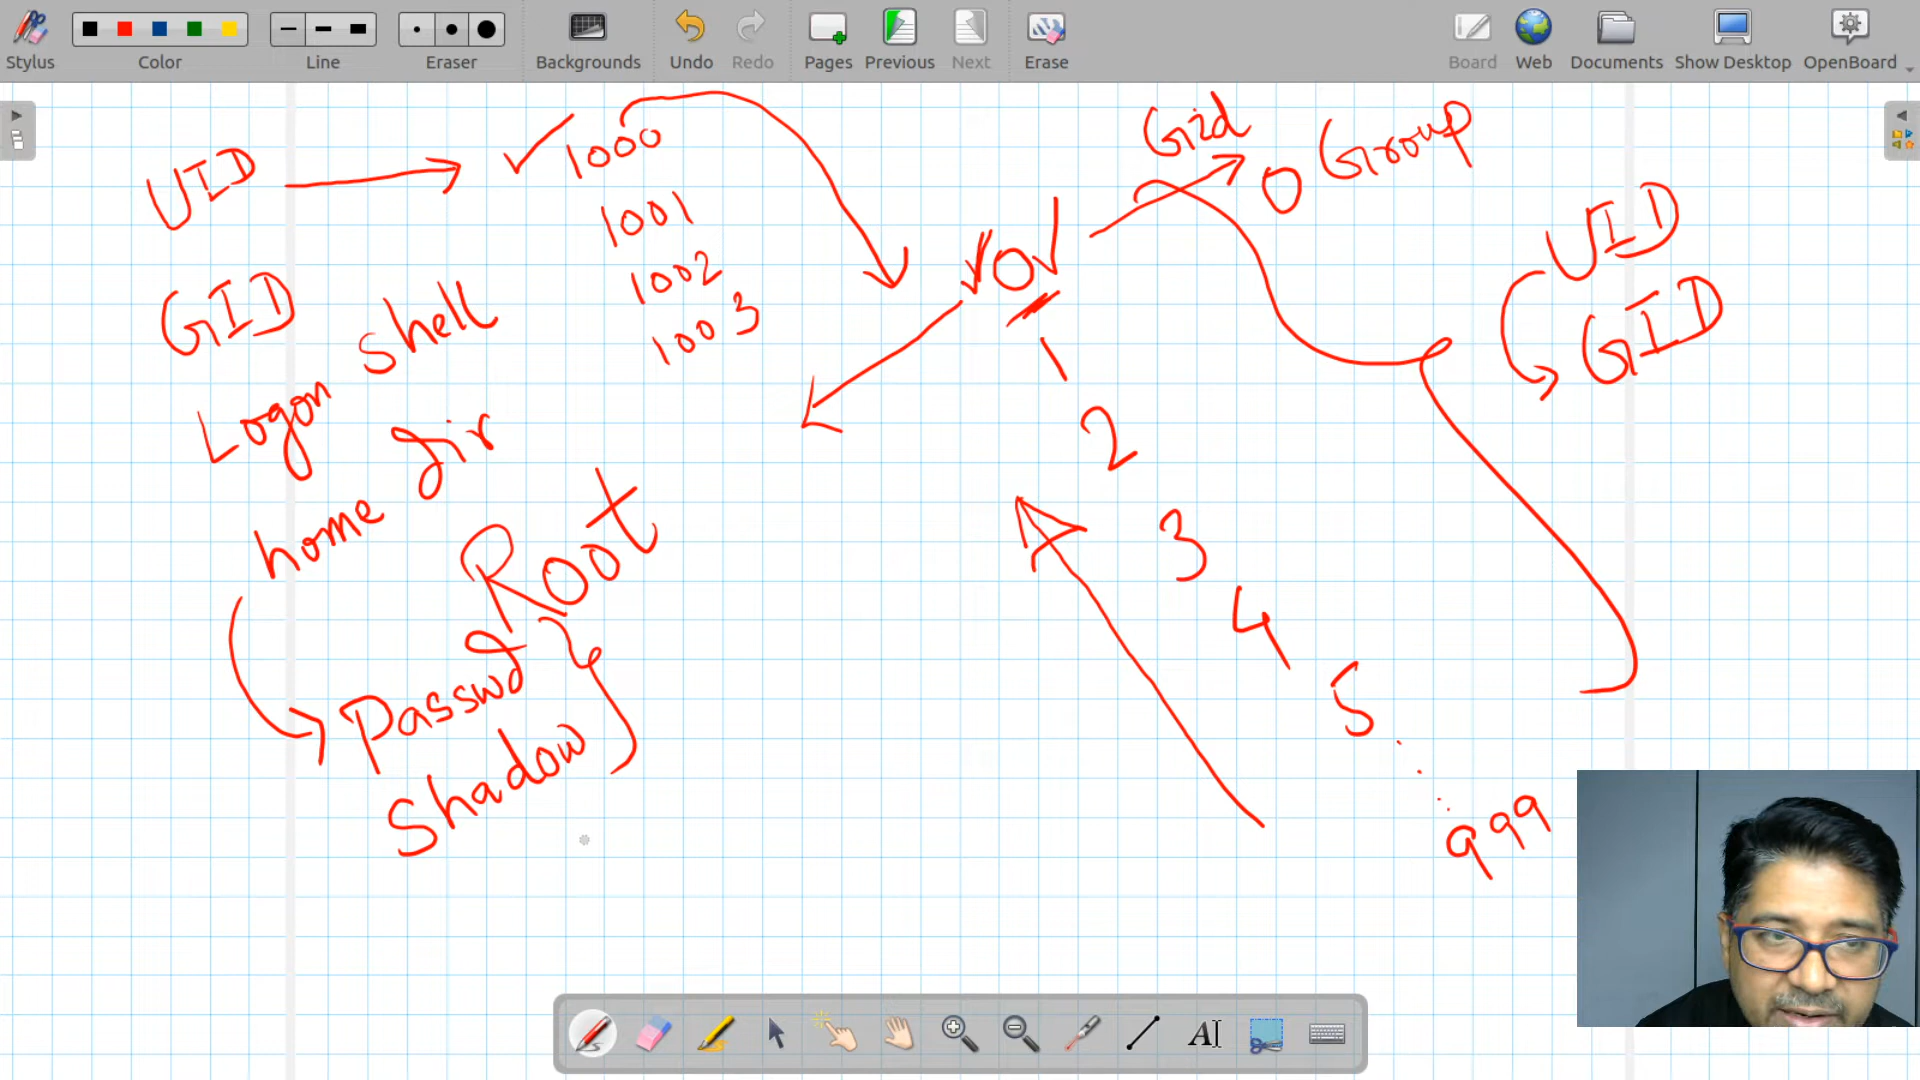 Stylus
Color
Line
Eraser
Backgrounds
Undo
Redo
Pages
Previous
Next
Erase
Board
Web
Documents
Show Desktop
OpenBoard
UID
1000
1001
1002
1003
GID
Logon shell
home dir
Root
Passwd
Shadow
0
1
2
3
4
5
999
Gid
0 Group
UID
GID